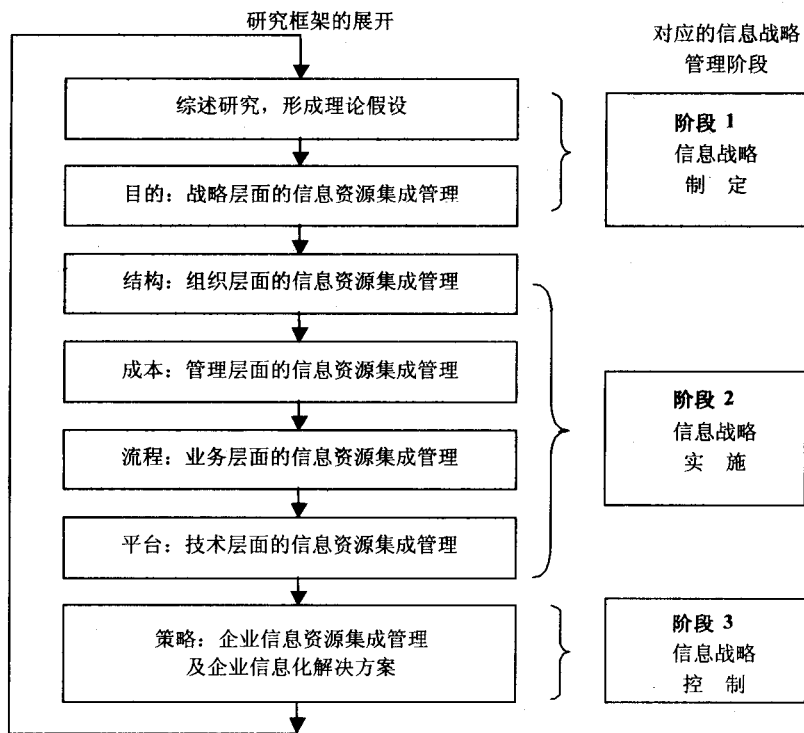 研究框架的展开
对应的信息战略
管理阶段
综述研究，形成理论假设
目的：战略层面的信息资源集成管理
结构：组织层面的信息资源集成管理
成本：管理层面的信息资源集成管理
流程：业务层面的信息资源集成管理
平台：技术层面的信息资源集成管理
策略：企业信息资源集成管理
及企业信息化解决方案
阶段 1
信息战略
制 定
阶段 2
信息战略
实 施
阶段 3
信息战略
控 制